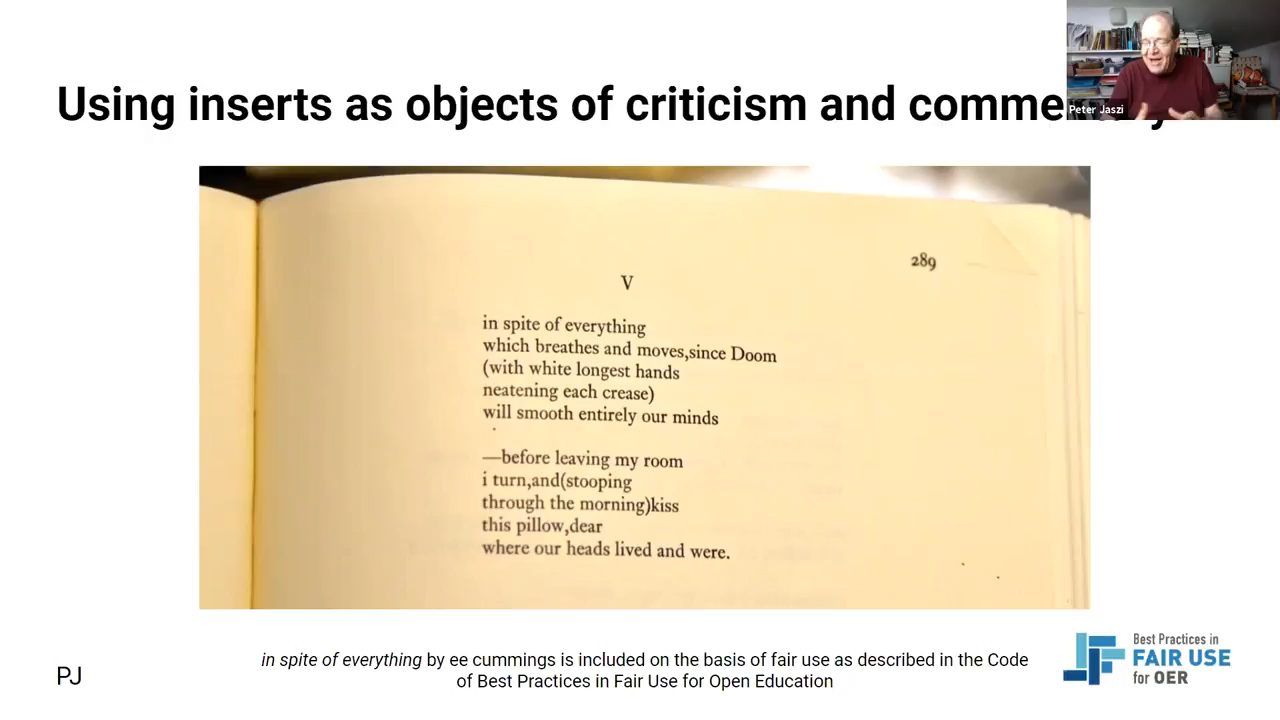 Using inserts as objects of criticism and comme
Peter Jaszi
289
V
in spite of everything
which breathes and moves,since Doom
(with white longest hands
neatening each crease)
will smooth entirely our minds
—before leaving my room
i turn,and(stooping
through the morning)kiss
this pillow,dear
where our heads lived and were.
in spite of everything by ee cummings is included on the basis of fair use as described in the Code
of Best Practices in Fair Use for Open Education
PJ
Best Practices in
FAIR USE
for OER